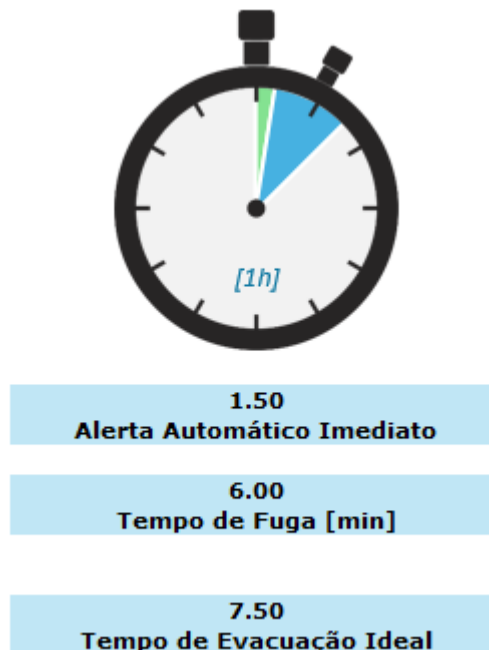 [1h]
1.50
Alerta Automático Imediato
6.00
Tempo de Fuga [min]
7.50
Tempo de Evacuação Ideal